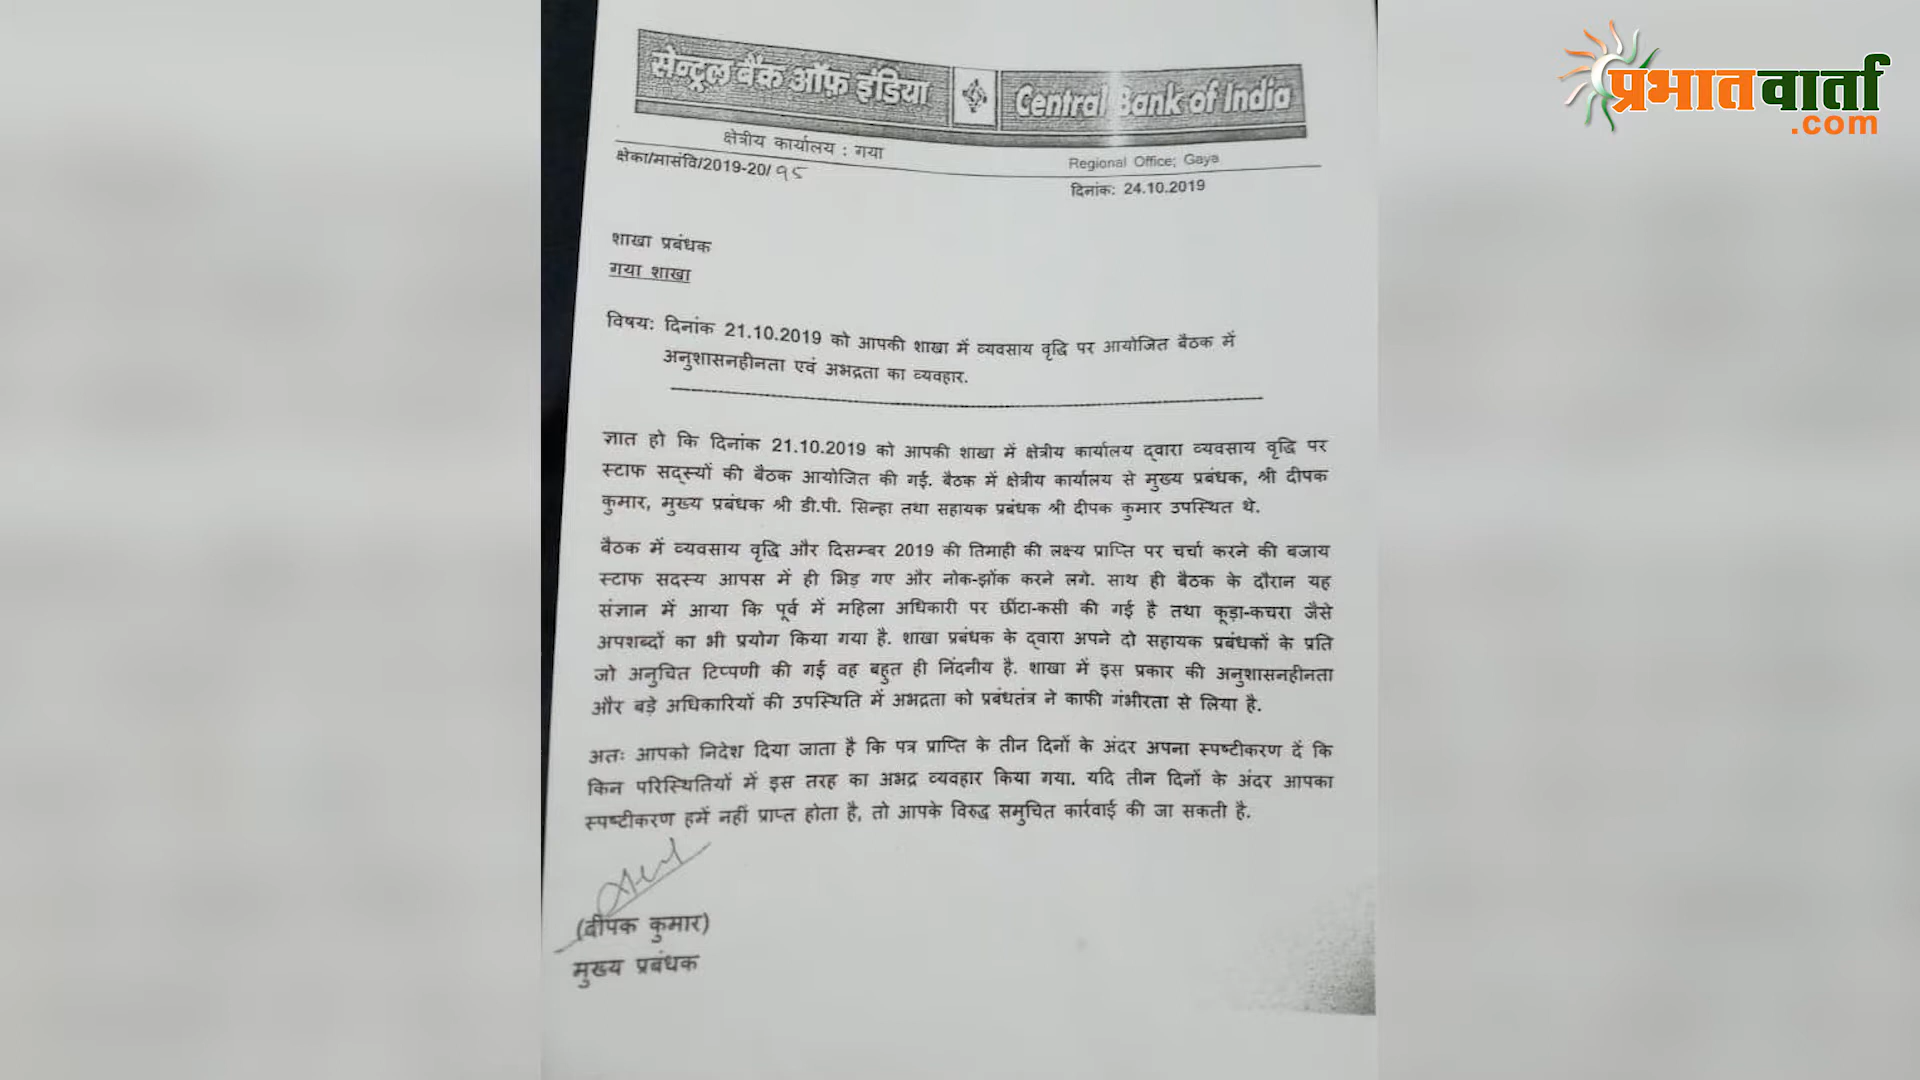 प्रभातवार्ता
.com
सेन्ट्रल बैंक ऑफ़ इंडिया Central Bank of India
क्षेत्रीय कार्यालय : गया Regional Office; Gaya
क्षेका/मासंवि/2019-20/95
दिनांक: 24.10.2019
शाखा प्रबंधक
गया शाखा
विषय: दिनांक 21.10.2019 को आपकी शाखा में व्यवसाय वृद्धि पर आयोजित बैठक में
अनुशासनहीनता एवं अभद्रता का व्यवहार.
ज्ञात हो कि दिनांक 21.10.2019 को आपकी शाखा में क्षेत्रीय कार्यालय द्वारा व्यवसाय वृद्धि पर
स्टाफ सद्स्यों की बैठक आयोजित की गई. बैठक में क्षेत्रीय कार्यालय से मुख्य प्रबंधक, श्री दीपक
कुमार, मुख्य प्रबंधक श्री डी.पी. सिन्हा तथा सहायक प्रबंधक श्री दीपक कुमार उपस्थित थे.
बैठक में व्यवसाय वृद्धि और दिसम्बर 2019 की तिमाही की लक्ष्य प्राप्ति पर चर्चा करने की बजाय
स्टाफ सदस्य आपस में ही भिड़ गए और नोक-झोंक करने लगे. साथ ही बैठक के दौरान यह
संज्ञान में आया कि पूर्व में महिला अधिकारी पर छींटा-कसी की गई है तथा कूड़ा-कचरा जैसे
अपशब्दों का भी प्रयोग किया गया है. शाखा प्रबंधक के द्वारा अपने दो सहायक प्रबंधकों के प्रति
जो अनुचित टिप्पणी की गई वह बहुत ही निंदनीय है. शाखा में इस प्रकार की अनुशासनहीनता
और बड़े अधिकारियों की उपस्थिति में अभद्रता को प्रबंधतंत्र ने काफी गंभीरता से लिया है.
अतः आपको निदेश दिया जाता है कि पत्र प्राप्ति के तीन दिनों के अंदर अपना स्पष्टीकरण दें कि
किन परिस्थितियों में इस तरह का अभद्र व्यवहार किया गया. यदि तीन दिनों के अंदर आपका
स्पष्टीकरण हमें नहीं प्राप्त होता है, तो आपके विरुद्ध समुचित कार्रवाई की जा सकती है.
(दीपक कुमार)
मुख्य प्रबंधक